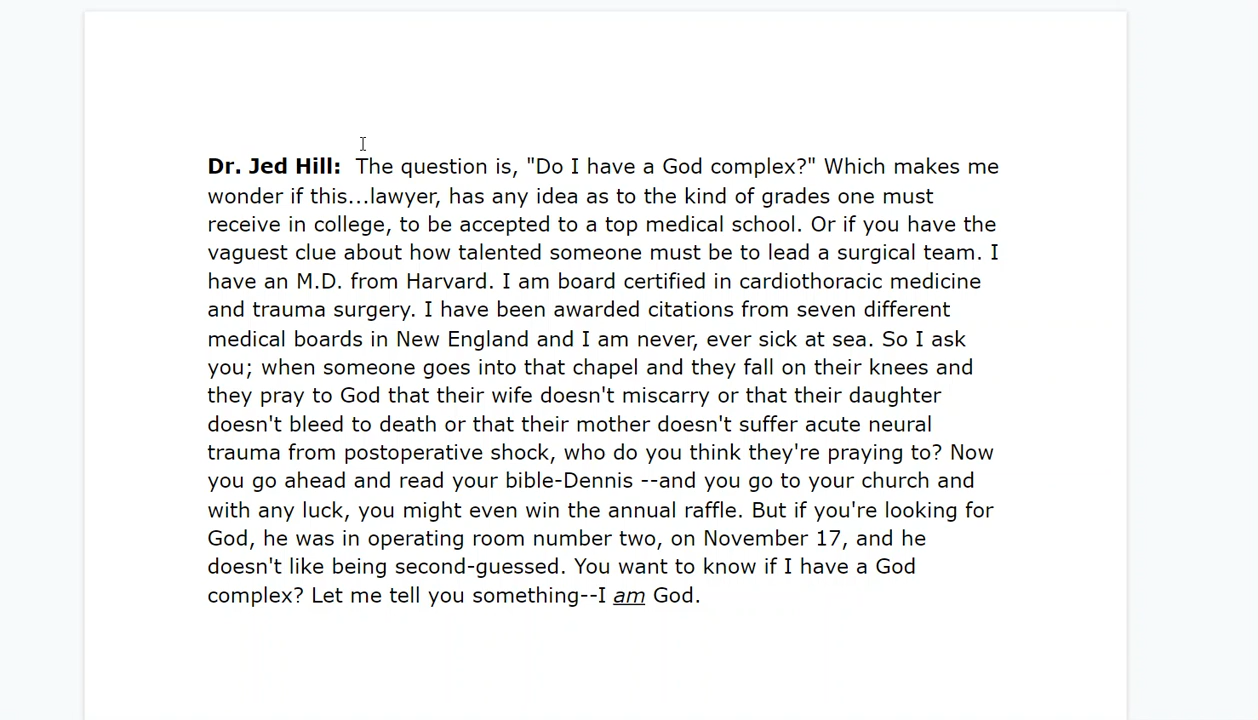 Dr. Jed Hill: The question is, "Do I have a God complex?" Which makes me
wonder if this...lawyer, has any idea as to the kind of grades one must
receive in college, to be accepted to a top medical school. Or if you have the
vaguest clue about how talented someone must be to lead a surgical team. I
have an M.D. from Harvard. I am board certified in cardiothoracic medicine
and trauma surgery. I have been awarded citations from seven different
medical boards in New England and I am never, ever sick at sea. So I ask
you; when someone goes into that chapel and they fall on their knees and
they pray to God that their wife doesn't miscarry or that their daughter
doesn't bleed to death or that their mother doesn't suffer acute neural
trauma from postoperative shock, who do you think they're praying to? Now
you go ahead and read your bible-Dennis --and you go to your church and
with any luck, you might even win the annual raffle. But if you're looking for
God, he was in operating room number two, on November 17, and he
doesn't like being second-guessed. You want to know if I have a God
complex? Let me tell you something--I am God.